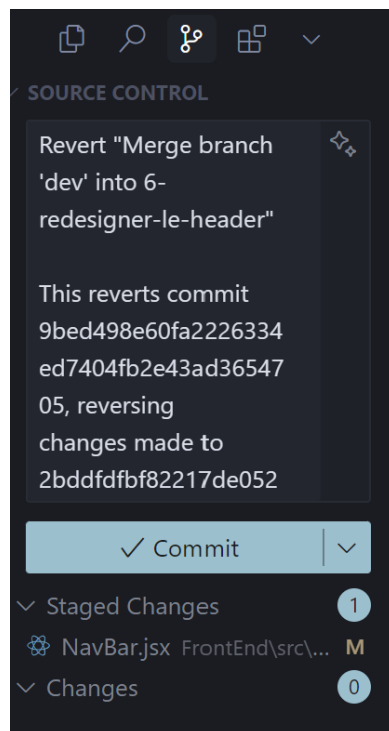 SOURCE CONTROL
Revert "Merge branch
'dev' into 6-
redesigner-le-header"
This reverts commit
9bed498e60fa2226334
ed7404fb2e43ad36547
05, reversing
changes made to
2bddfdfbf82217de052
Commit
Staged Changes 1
NavBar.jsx FrontEnd\src\... M
Changes 0